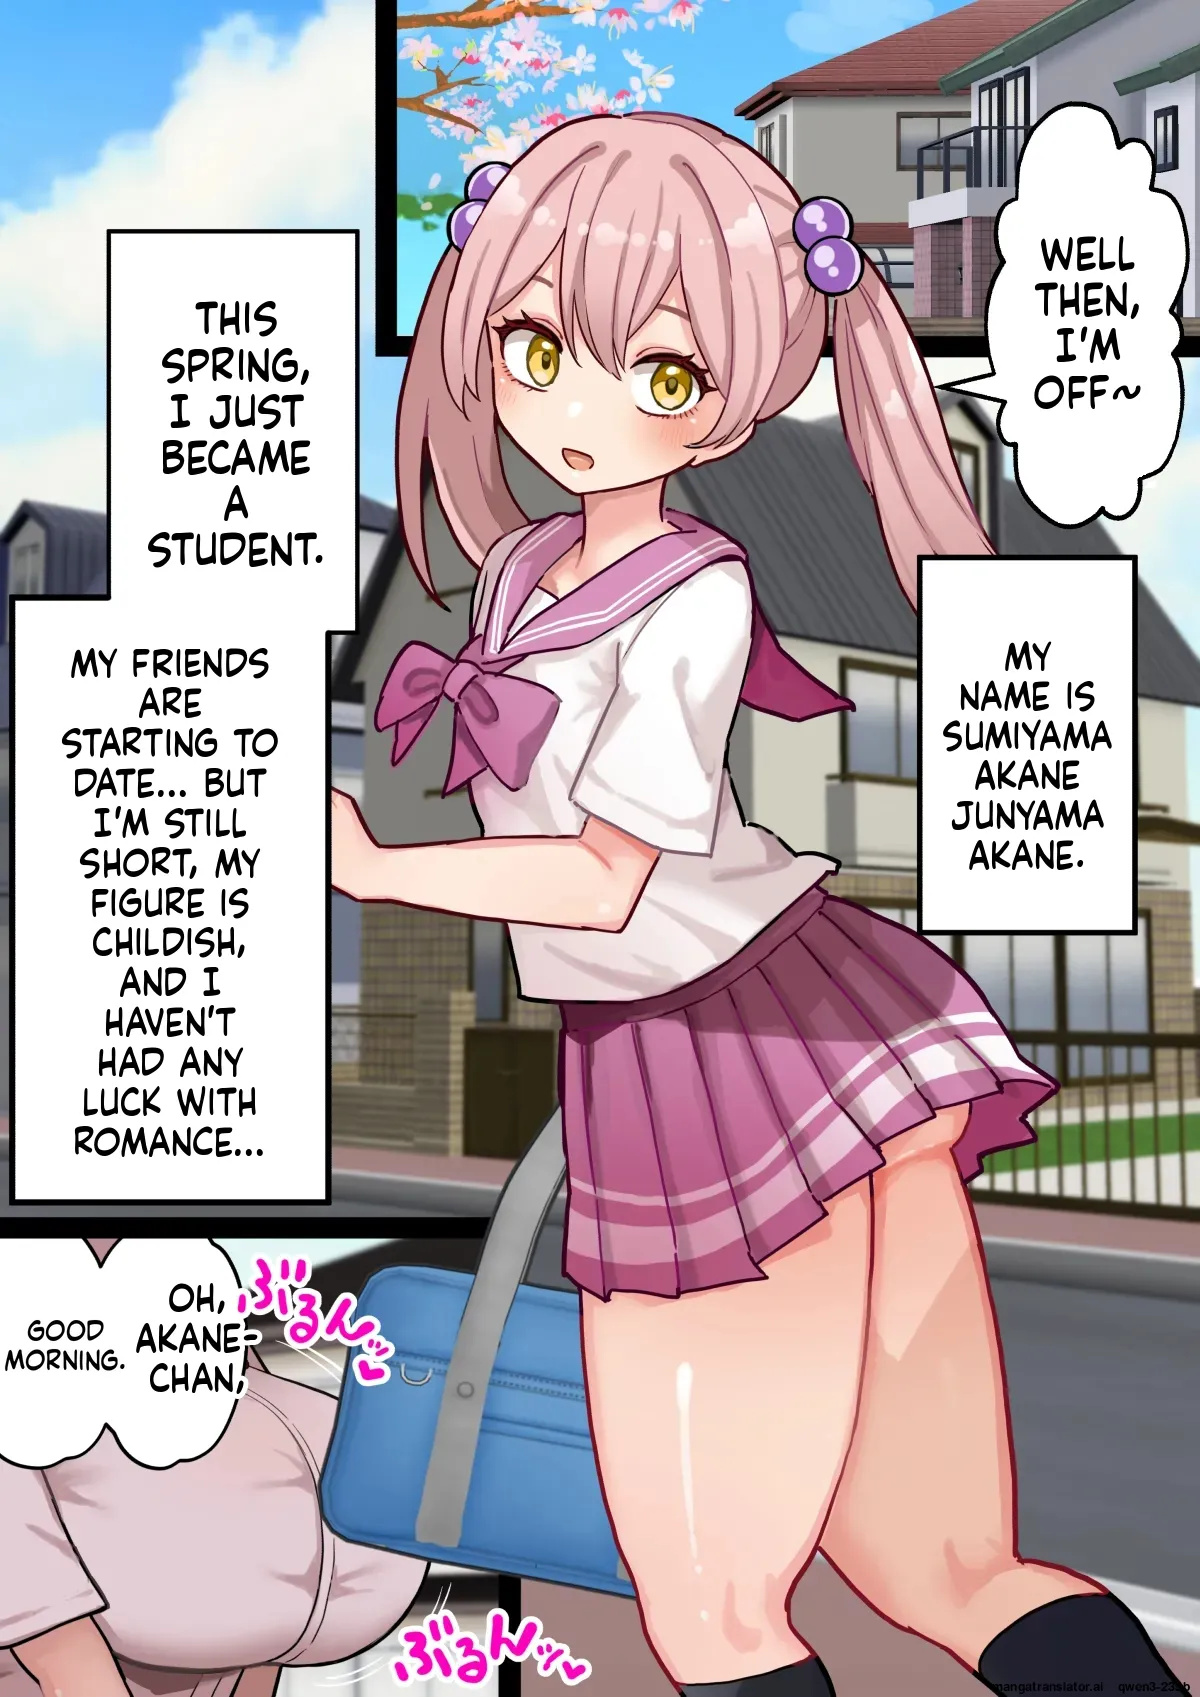 WELL
THEN,
I'M
OFF~
MY
NAME IS
SUMIYAMA
AKANE
JUNYAMA
AKANE.
THIS
SPRING,
I JUST
BECAME
A
STUDENT.
MY FRIENDS
ARE
STARTING TO
DATE... BUT
I'M STILL
SHORT, MY
FIGURE IS
CHILDISH,
AND I
HAVEN'T
HAD ANY
LUCK WITH
ROMANCE...
OH,
AKANE-
CHAN,
GOOD
MORNING.
ぶるんッ♥
ぶるんッ♥
mangatranslator.ai qwen3-235b